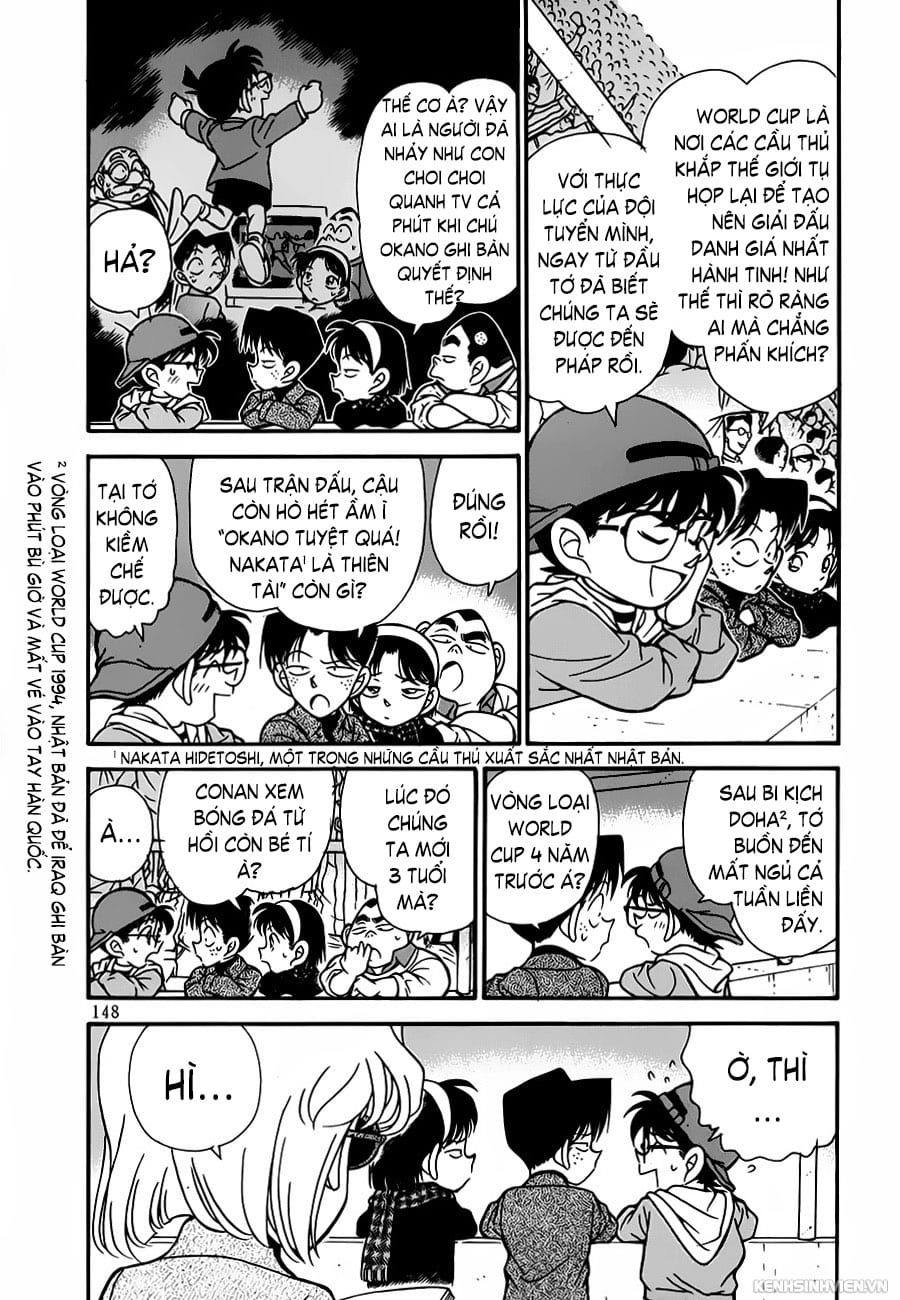 WORLD CUP LÀ
NƠI CÁC CẦU THỦ
KHẮP THẾ GIỚI TỤ
HỌP LẠI ĐỂ TẠO
NÊN GIẢI ĐẤU
DANH GIÁ NHẤT
HÀNH TINH! NHƯ
THẾ THÌ RÕ RÀNG
AI MÀ CHẲNG
PHẤN KHÍCH?
VỚI THỰC
LỰC CỦA ĐỘI
TUYỂN MÌNH,
NGAY TỪ ĐẦU
TỚ ĐÃ BIẾT
CHÚNG TA SẼ
ĐƯỢC ĐẾN
PHÁP RỒI.
THẾ CƠ À? VẬY
AI LÀ NGƯỜI ĐÃ
NHẢY NHƯ CON
CHOI CHOI
QUANH TV CẢ
PHÚT KHI CHÚ
OKANO GHI BÀN
QUYẾT ĐỊNH
THẾ?
HẢ?
ĐÚNG
RỒI!
SAU TRẬN ĐẤU, CẬU
CÒN HÒ HÉT ẦM Ĩ
"OKANO TUYỆT QUÁ!
NAKATA¹ LÀ THIÊN
TÀI" CÒN GÌ?
TẠI TỚ
KHÔNG
KIỀM
CHẾ
ĐƯỢC.
¹ NAKATA HIDETOSHI, MỘT TRONG NHỮNG CẦU THỦ XUẤT SẮC NHẤT NHẬT BẢN.
SAU BI KỊCH
DOHA², TỚ
BUỒN ĐẾN
MẤT NGỦ CẢ
TUẦN LIỀN
ĐẤY.
VÒNG LOẠI
WORLD
CUP 4 NĂM
TRƯỚC Á?
LÚC ĐÓ
CHÚNG
TA MỚI
3 TUỔI
MÀ?
CONAN XEM
BÓNG ĐÁ TỪ
HỒI CÒN BÉ TÍ
À?
À...
² VÒNG LOẠI WORLD CUP 1994, NHẬT BẢN ĐÃ ĐỂ IRAQ GHI BÀN
VÀO PHÚT BÙ GIỜ VÀ MẤT VÉ VÀO TAY HÀN QUỐC.
148
Ờ, THÌ
...
HÌ...
KENHSINHVIEN.VN